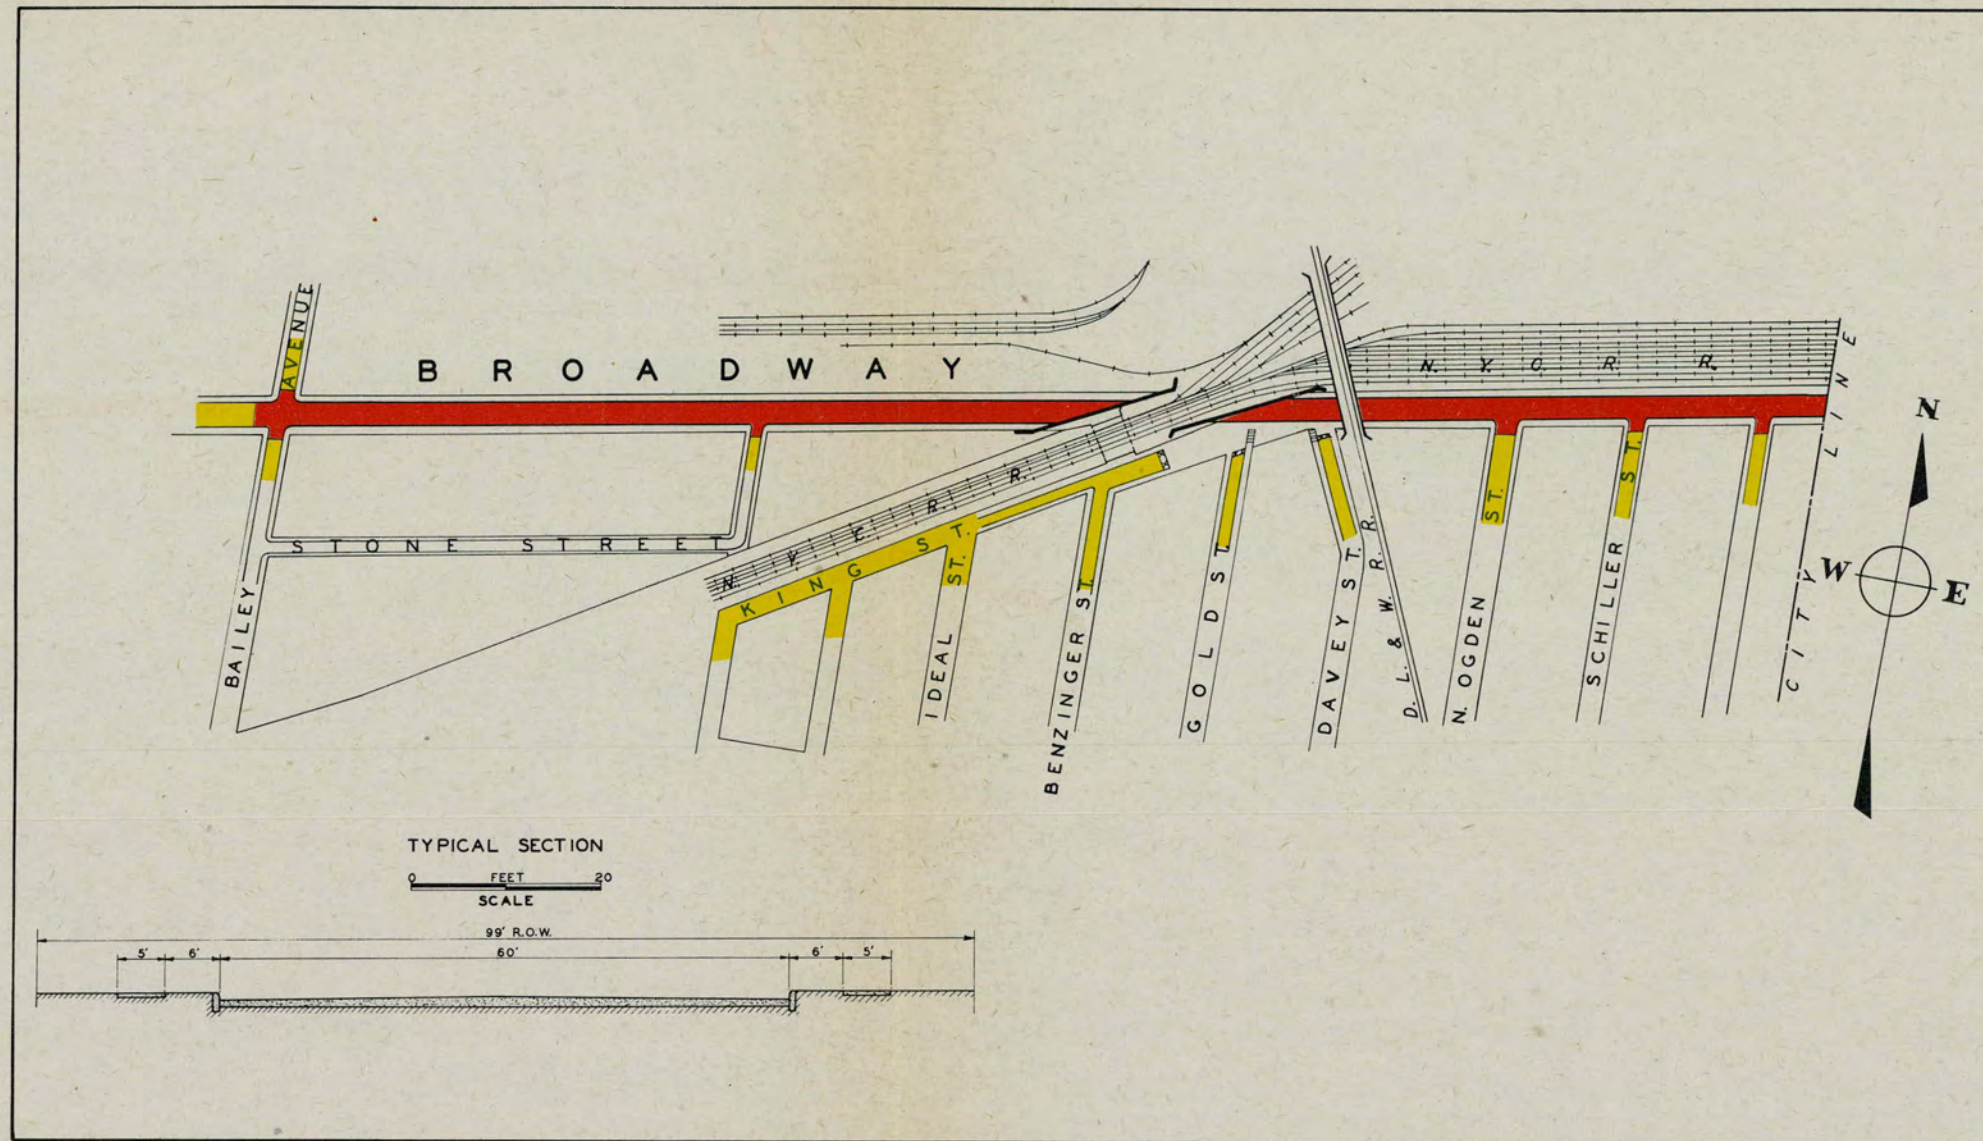 AVENUE
BROADWAY
N. Y. C. R. R.
LINE
N
W
E
STONE STREET
N. Y. C. R. R.
KING ST.
ST.
ST.
BAILEY
IDEAL ST.
BENZINGER ST.
GOLD ST.
DAVEY ST.
D. L. & W. R. R.
N. OGDEN
SCHILLER
CITY
TYPICAL SECTION
0 FEET 20
SCALE
99' R.O.W.
5' 6' 60' 6' 5'